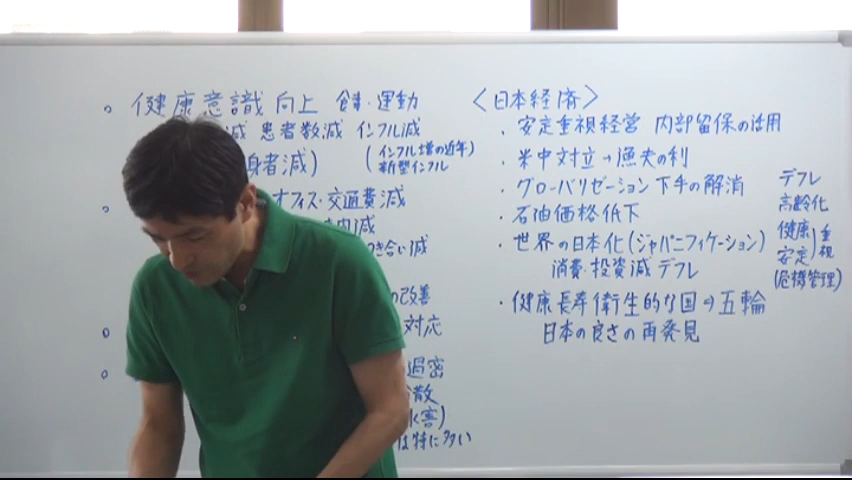 。健康意識向上 食事・運動
減 患者数減 インフル減
身者減)
(インフル増の近年)
新型インフル
。オフィス・交通費減
内減
き合い減
の改善
。対応
。過密
散
水害)
は特に多い
〈日本経済〉
・安定重視経営 内部留保の活用
・米中対立→漁夫の利
・グローバリゼーション下手の解消
・石油価格低下
・世界の日本化(ジャパニフィケーション)
消費・投資減 デフレ
・健康長寿衛生的な国⇒五輪
日本の良さの再発見
デフレ
高齢化
健康
安定
重視
(危機管理)